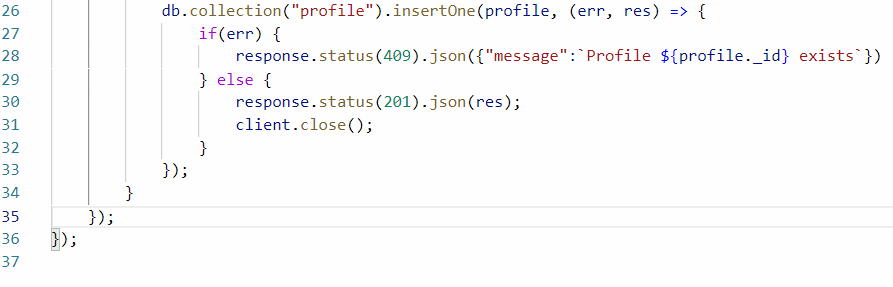 26 db.collection("profile").insertOne(profile, (err, res) => {
27 if(err) {
28 response.status(409).json({"message":`Profile ${profile._id} exists`})
29 } else {
30 response.status(201).json(res);
31 client.close();
32 }
33 });
34 }
35 });
36 });
37